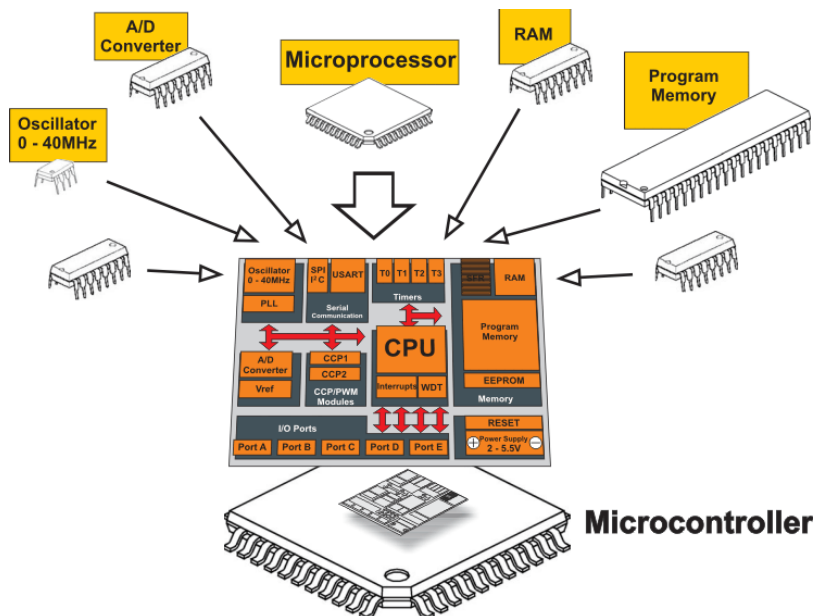 A/D
Converter
Microprocessor
RAM
Program
Memory
Oscillator
0 - 40MHz
Oscillator
0 - 40MHz
PLL
SPI
I²C
USART
Serial
Communication
T0
T1
T2
T3
Timers
RAM
Program
Memory
EEPROM
Memory
A/D
Converter
Vref
CCP1
CCP2
CCP/PWM
Modules
CPU
Interrupts
WDT
I/O Ports
Port A
Port B
Port C
Port D
Port E
RESET
Power Supply
2 - 5.5V
Microcontroller